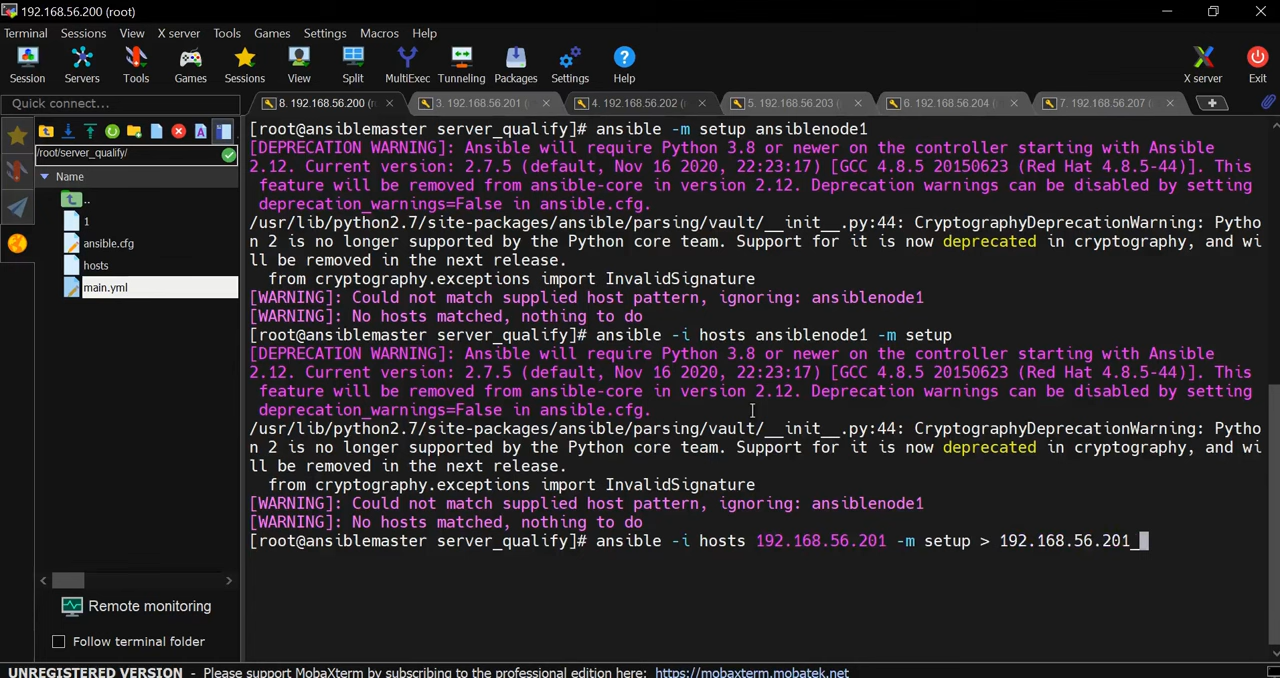 192.168.56.200 (root)
Terminal Sessions View X server Tools Games Settings Macros Help
Session Servers Tools Games Sessions View Split MultiExec Tunneling Packages Settings Help X server Exit
Quick connect...
8. 192.168.56.200 (r 3. 192.168.56.201 ( 4. 192.168.56.202 ( 5. 192.168.56.203 ( 6. 192.168.56.204 ( 7. 192.168.56.207 (
/root/server_qualify/
Name
..
1
ansible.cfg
hosts
main.yml
Remote monitoring
Follow terminal folder
[root@ansiblemaster server_qualify]# ansible -m setup ansiblenode1
[DEPRECATION WARNING]: Ansible will require Python 3.8 or newer on the controller starting with Ansible
2.12. Current version: 2.7.5 (default, Nov 16 2020, 22:23:17) [GCC 4.8.5 20150623 (Red Hat 4.8.5-44)]. This
feature will be removed from ansible-core in version 2.12. Deprecation warnings can be disabled by setting
deprecation_warnings=False in ansible.cfg.
/usr/lib/python2.7/site-packages/ansible/parsing/vault/__init__.py:44: CryptographyDeprecationWarning: Pytho
n 2 is no longer supported by the Python core team. Support for it is now deprecated in cryptography, and wi
ll be removed in the next release.
from cryptography.exceptions import InvalidSignature
[WARNING]: Could not match supplied host pattern, ignoring: ansiblenode1
[WARNING]: No hosts matched, nothing to do
[root@ansiblemaster server_qualify]# ansible -i hosts ansiblenode1 -m setup
[DEPRECATION WARNING]: Ansible will require Python 3.8 or newer on the controller starting with Ansible
2.12. Current version: 2.7.5 (default, Nov 16 2020, 22:23:17) [GCC 4.8.5 20150623 (Red Hat 4.8.5-44)]. This
feature will be removed from ansible-core in version 2.12. Deprecation warnings can be disabled by setting
deprecation_warnings=False in ansible.cfg.
/usr/lib/python2.7/site-packages/ansible/parsing/vault/__init__.py:44: CryptographyDeprecationWarning: Pytho
n 2 is no longer supported by the Python core team. Support for it is now deprecated in cryptography, and wi
ll be removed in the next release.
from cryptography.exceptions import InvalidSignature
[WARNING]: Could not match supplied host pattern, ignoring: ansiblenode1
[WARNING]: No hosts matched, nothing to do
[root@ansiblemaster server_qualify]# ansible -i hosts 192.168.56.201 -m setup > 192.168.56.201_
UNREGISTERED VERSION - Please support MobaXterm by subscribing to the professional edition here: https://mobaxterm.mobatek.net